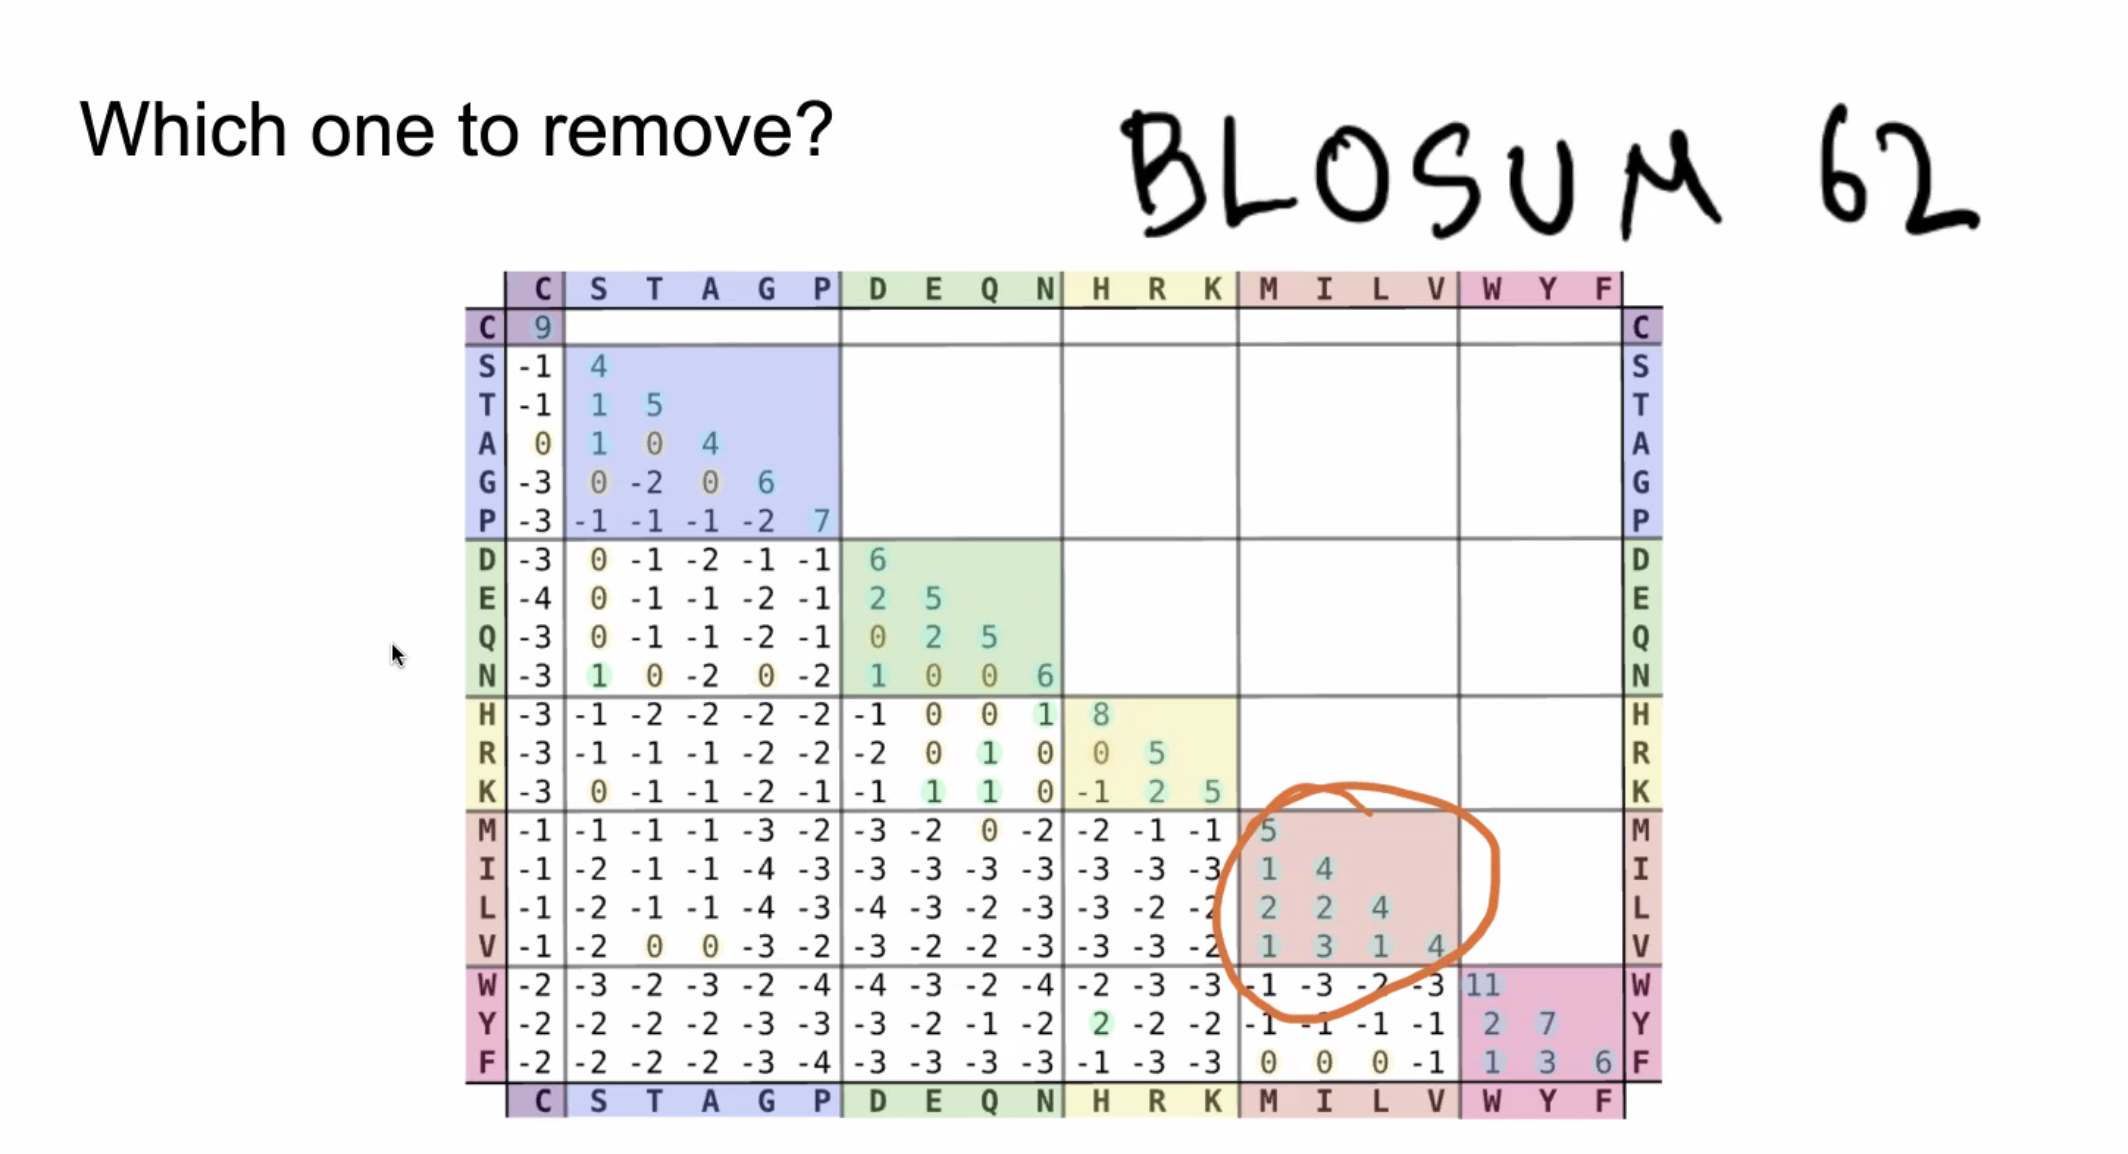 Which one to remove?
BLOSUM 62
C S T A G P D E Q N H R K M I L V W Y F
C 9 C
S -1 4 S
T -1 1 5 T
A 0 1 0 4 A
G -3 0 -2 0 6 G
P -3 -1 -1 -1 -2 7 P
D -3 0 -1 -2 -1 -1 6 D
E -4 0 -1 -1 -2 -1 2 5 E
Q -3 0 -1 -1 -2 -1 0 2 5 Q
N -3 1 0 -2 0 -2 1 0 0 6 N
H -3 -1 -2 -2 -2 -2 -1 0 0 1 8 H
R -3 -1 -1 -1 -2 -2 -2 0 1 0 0 5 R
K -3 0 -1 -1 -2 -1 -1 1 1 0 -1 2 5 K
M -1 -1 -1 -1 -3 -2 -3 -2 0 -2 -2 -1 -1 5 M
I -1 -2 -1 -1 -4 -3 -3 -3 -3 -3 -3 -3 -3 1 4 I
L -1 -2 -1 -1 -4 -3 -4 -3 -2 -3 -3 -2 -2 2 2 4 L
V -1 -2 0 0 -3 -2 -3 -2 -2 -3 -3 -3 -2 1 3 1 4 V
W -2 -3 -2 -3 -2 -4 -4 -3 -2 -4 -2 -3 -3 -1 -3 -2 -3 11 W
Y -2 -2 -2 -2 -3 -3 -3 -2 -1 -2 2 -2 -2 -1 -1 -1 -1 2 7 Y
F -2 -2 -2 -2 -3 -4 -3 -3 -3 -3 -1 -3 -3 0 0 0 -1 1 3 6 F
C S T A G P D E Q N H R K M I L V W Y F